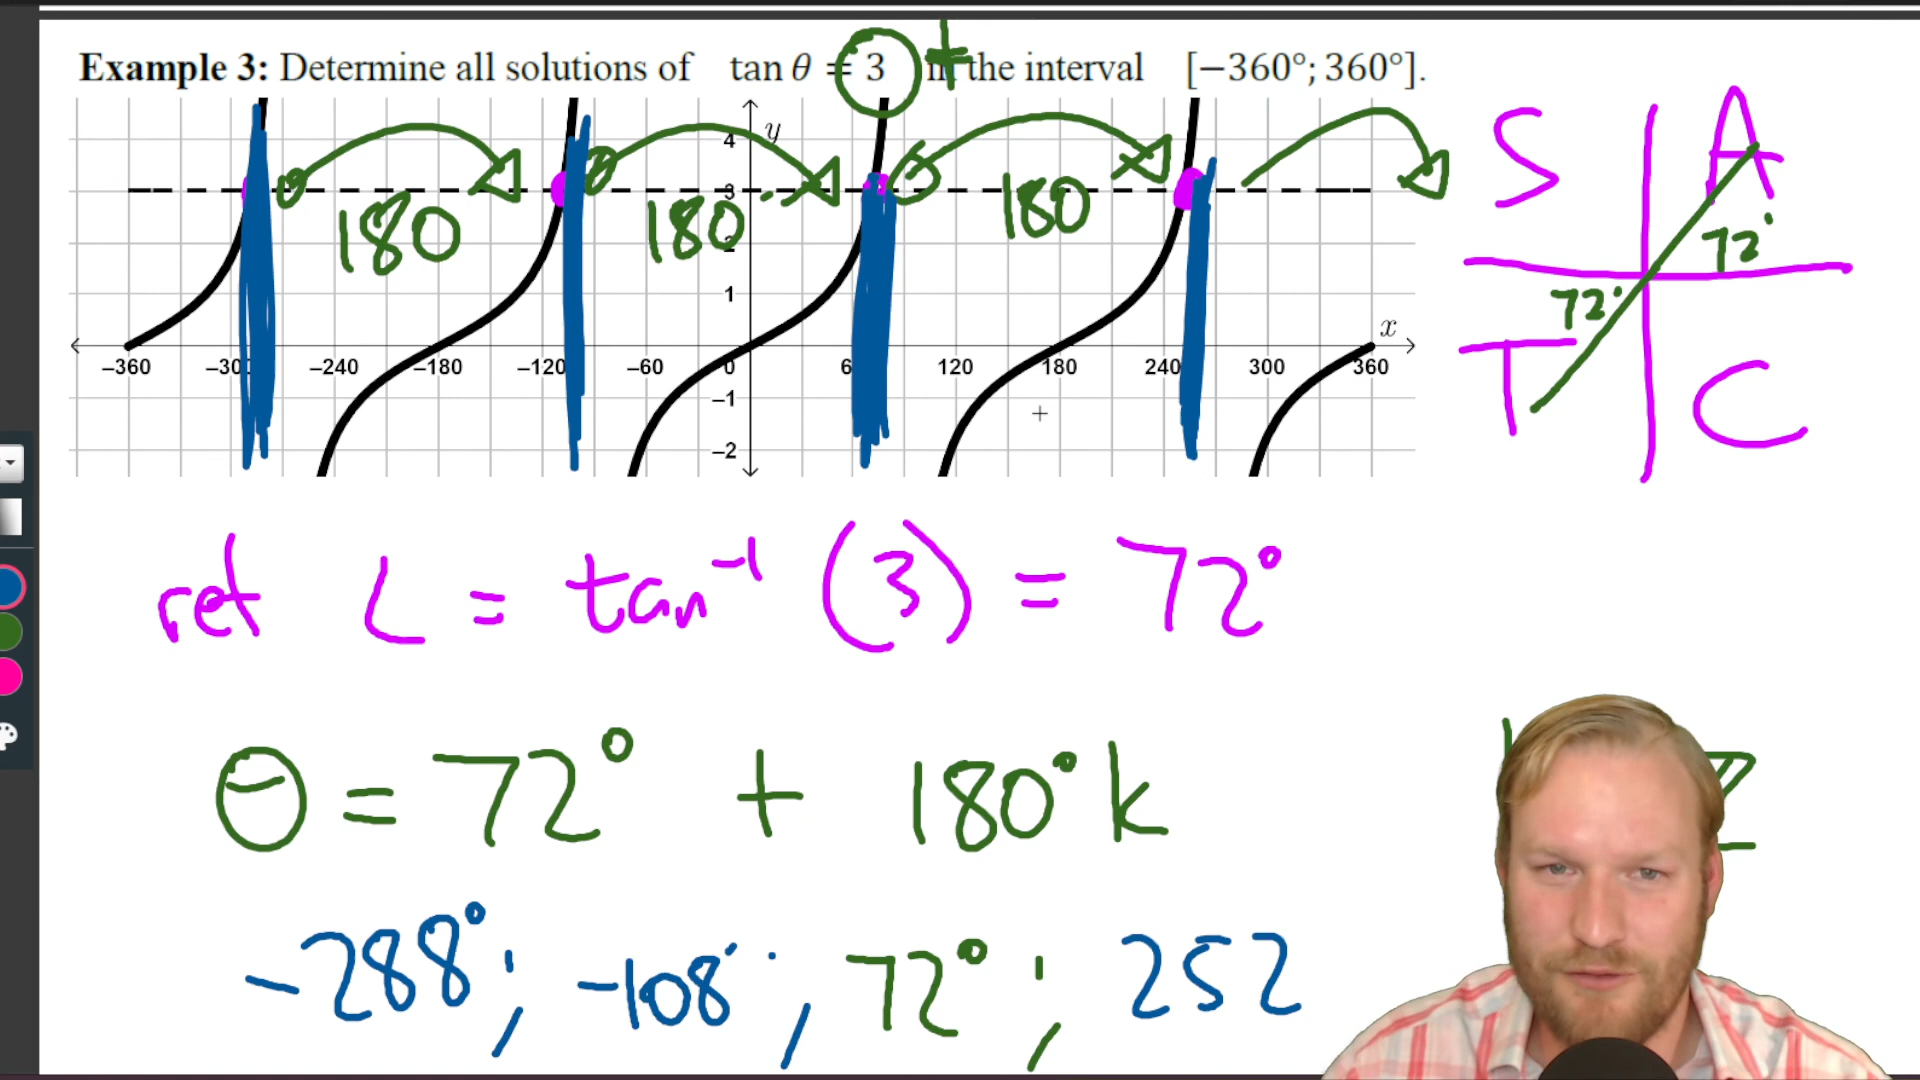 Example 3: Determine all solutions of tan θ = 3 in the interval [−360°; 360°].
+
S A
4 y
180 180 3 180
2 72°
1 72°
x
−360 −240 −180 −120 −60 0 120 180 240 300 360
T C
−1
−2
ref ∠ = tan⁻¹ (3) = 72°
θ = 72° + 180°k
−288° ; −108° ; 72° ; 252